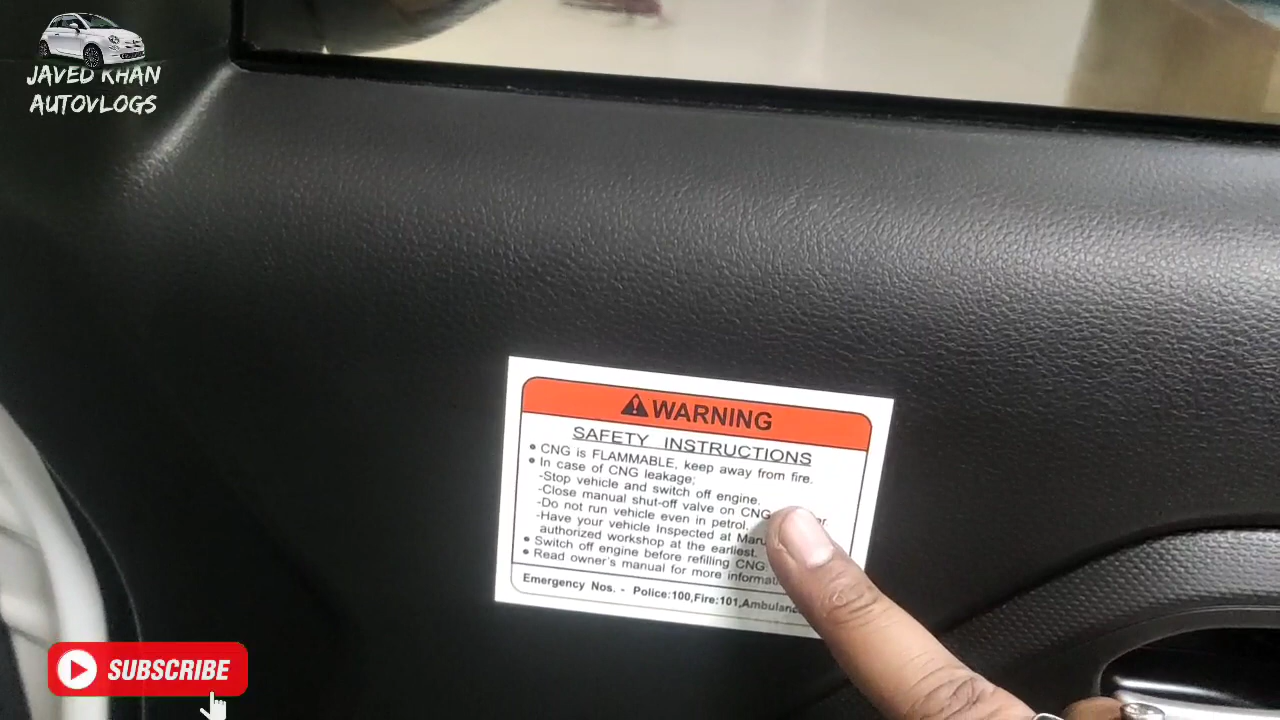 JAVED KHAN
AUTOVLOGS
WARNING
SAFETY INSTRUCTIONS
• CNG is FLAMMABLE, keep away from fire.
• In case of CNG leakage;
-Stop vehicle and switch off engine.
-Close manual shut-off valve on CNG
-Do not run vehicle even in petrol.
-Have your vehicle Inspected at
authorized workshop at the earliest.
• Switch off engine before refilling CNG.
• Read owner's manual for more
Emergency Nos. - Police:100,Fire:101,
SUBSCRIBE